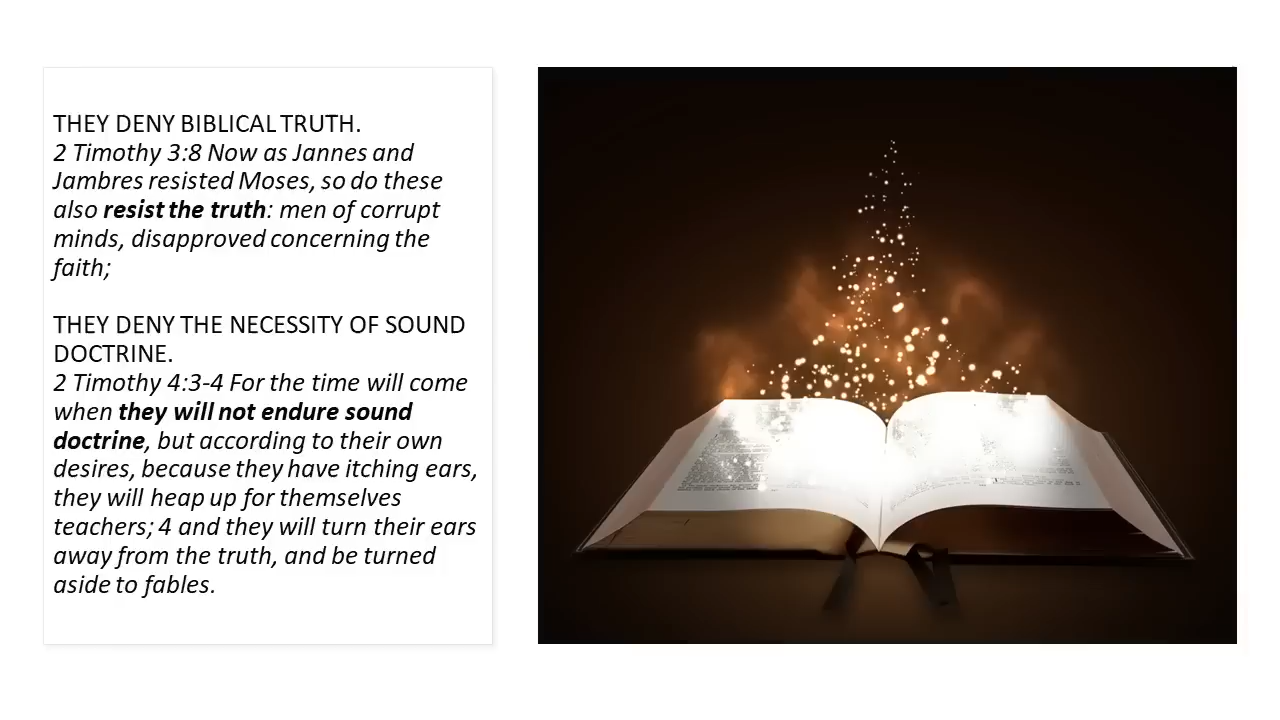 THEY DENY BIBLICAL TRUTH.
2 Timothy 3:8 Now as Jannes and
Jambres resisted Moses, so do these
also resist the truth: men of corrupt
minds, disapproved concerning the
faith;
THEY DENY THE NECESSITY OF SOUND
DOCTRINE.
2 Timothy 4:3-4 For the time will come
when they will not endure sound
doctrine, but according to their own
desires, because they have itching ears,
they will heap up for themselves
teachers; 4 and they will turn their ears
away from the truth, and be turned
aside to fables.